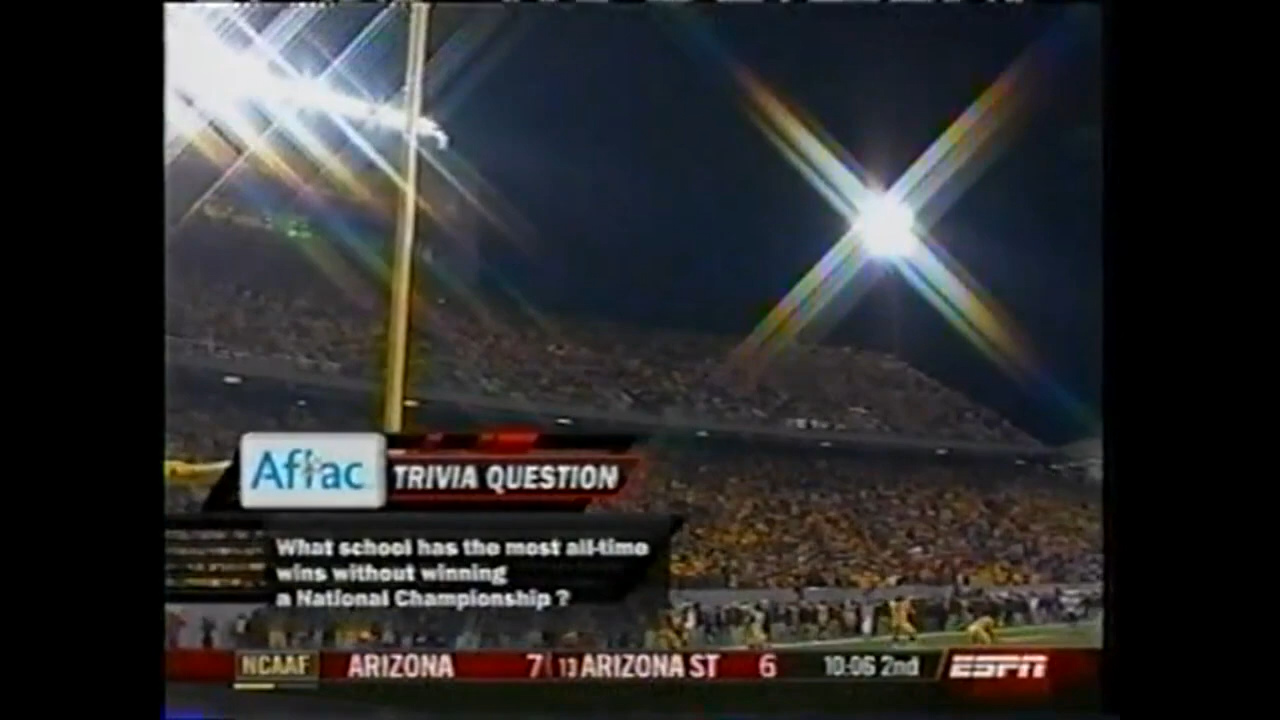 Aflac
TRIVIA QUESTION
What school has the most all-time
wins without winning
a National Championship ?
NCAAF ARIZONA 7 13 ARIZONA ST 6 10:06 2nd ESPN